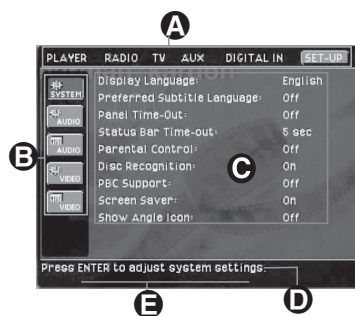 A
PLAYER RADIO TV AUX DIGITAL IN SET-UP
SYSTEM
AUDIO
AUDIO
VIDEO
VIDEO
B
Display Language: English
Preferred Subtitle Language: Off
Panel Time-Out: Off
Status Bar Time-out: 5 sec
Parental Control: Off
Disc Recognition: On
PBC Support: Off
Screen Saver: On
Show Angle Icon: Off
C
Press ENTER to adjust system settings.
D
E